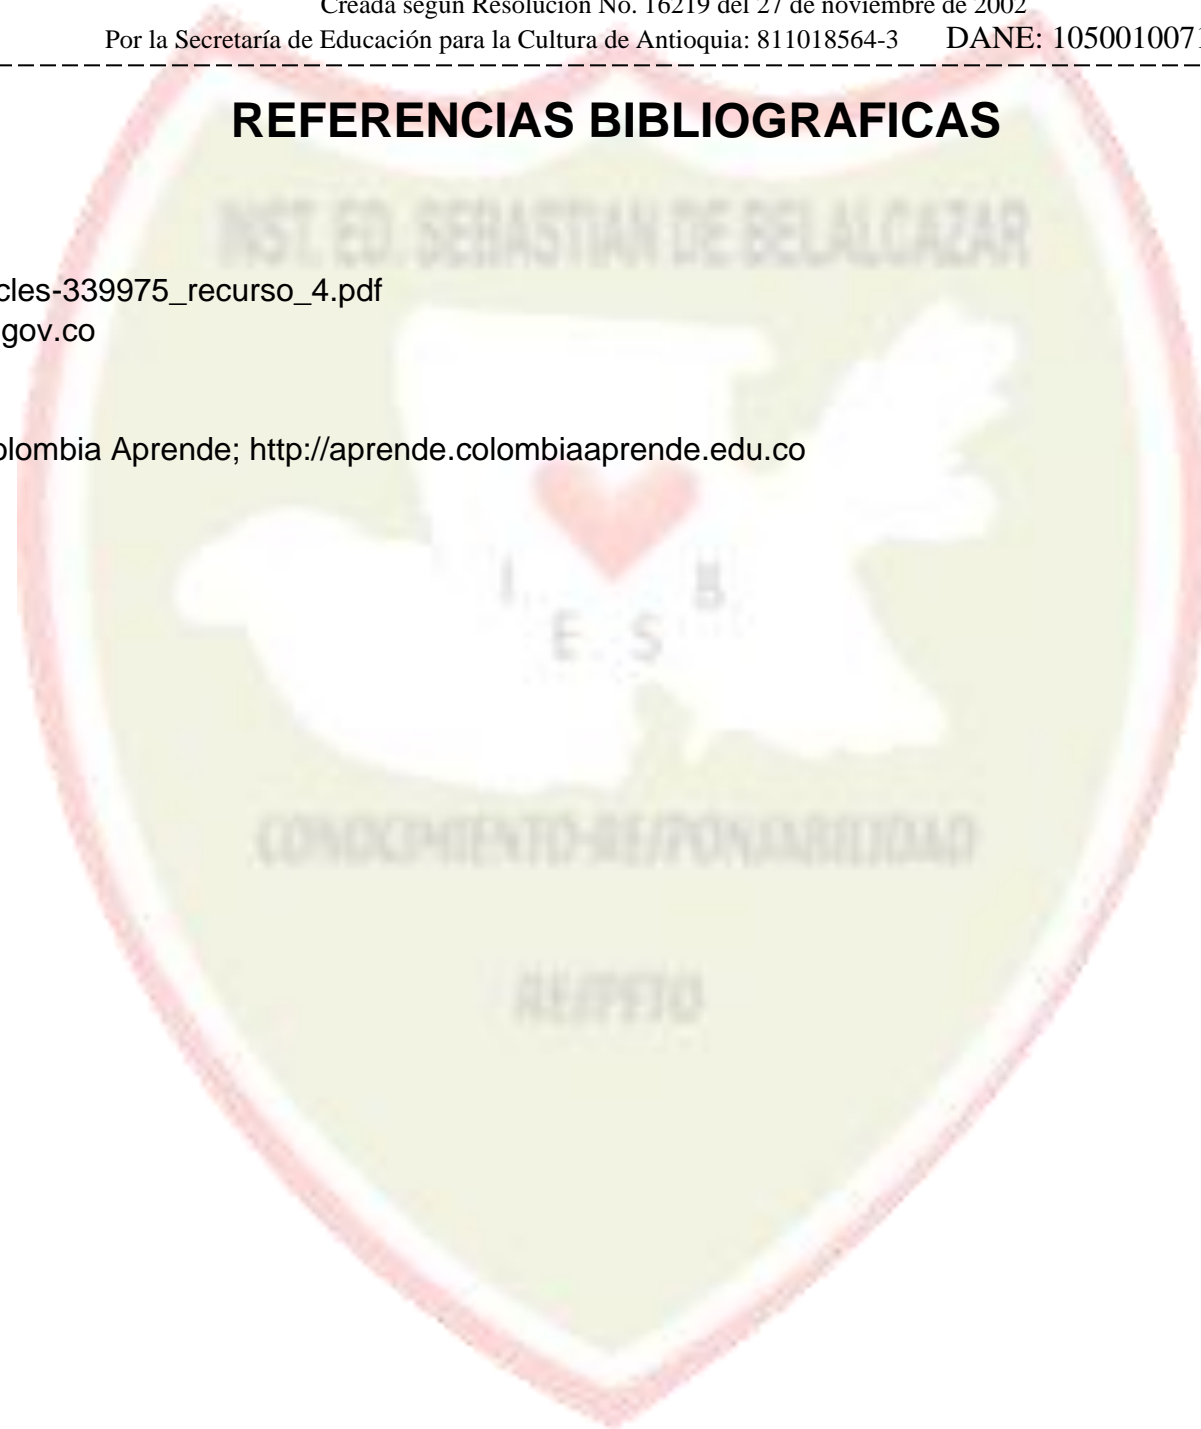 Creada según Resolución No. 16219 del 27 de noviembre de 2002
Por la Secretaría de Educación para la Cultura de Antioquia: 811018564-3 DANE: 1050010071
REFERENCIAS BIBLIOGRAFICAS
INST. ED. SEBASTIAN DE BELALCAZAR
cles-339975_recurso_4.pdf
gov.co
olombia Aprende; http://aprende.colombiaaprende.edu.co
I B
E S
CONOCIMIENTO-RESPONSABILIDAD
RESPETO